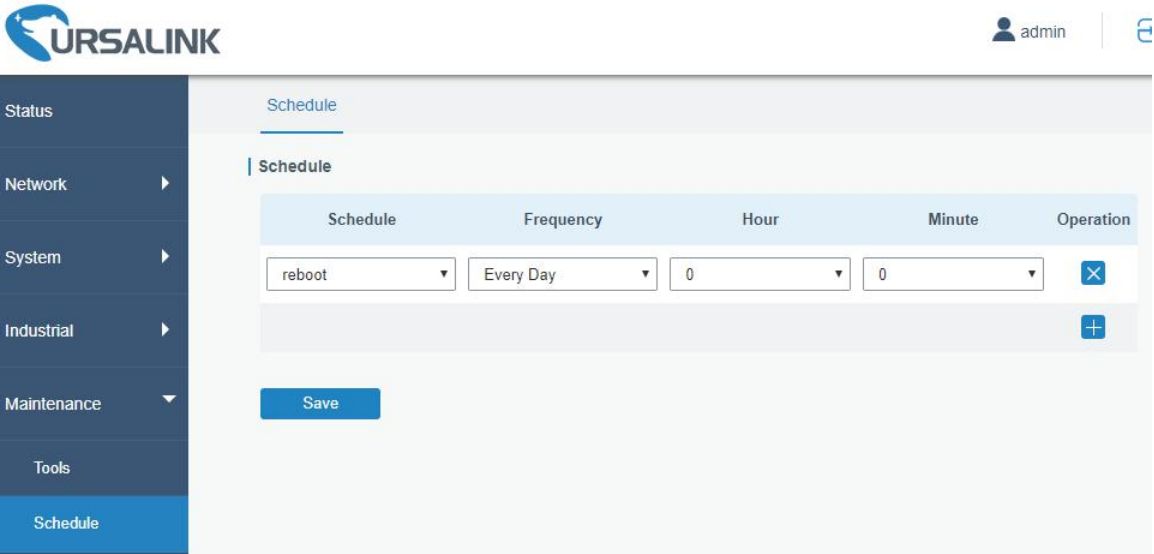 URSALINK
admin
Status
Schedule
Schedule
Network
Schedule Frequency Hour Minute Operation
System
reboot Every Day 0 0
Industrial
Maintenance
Save
Tools
Schedule